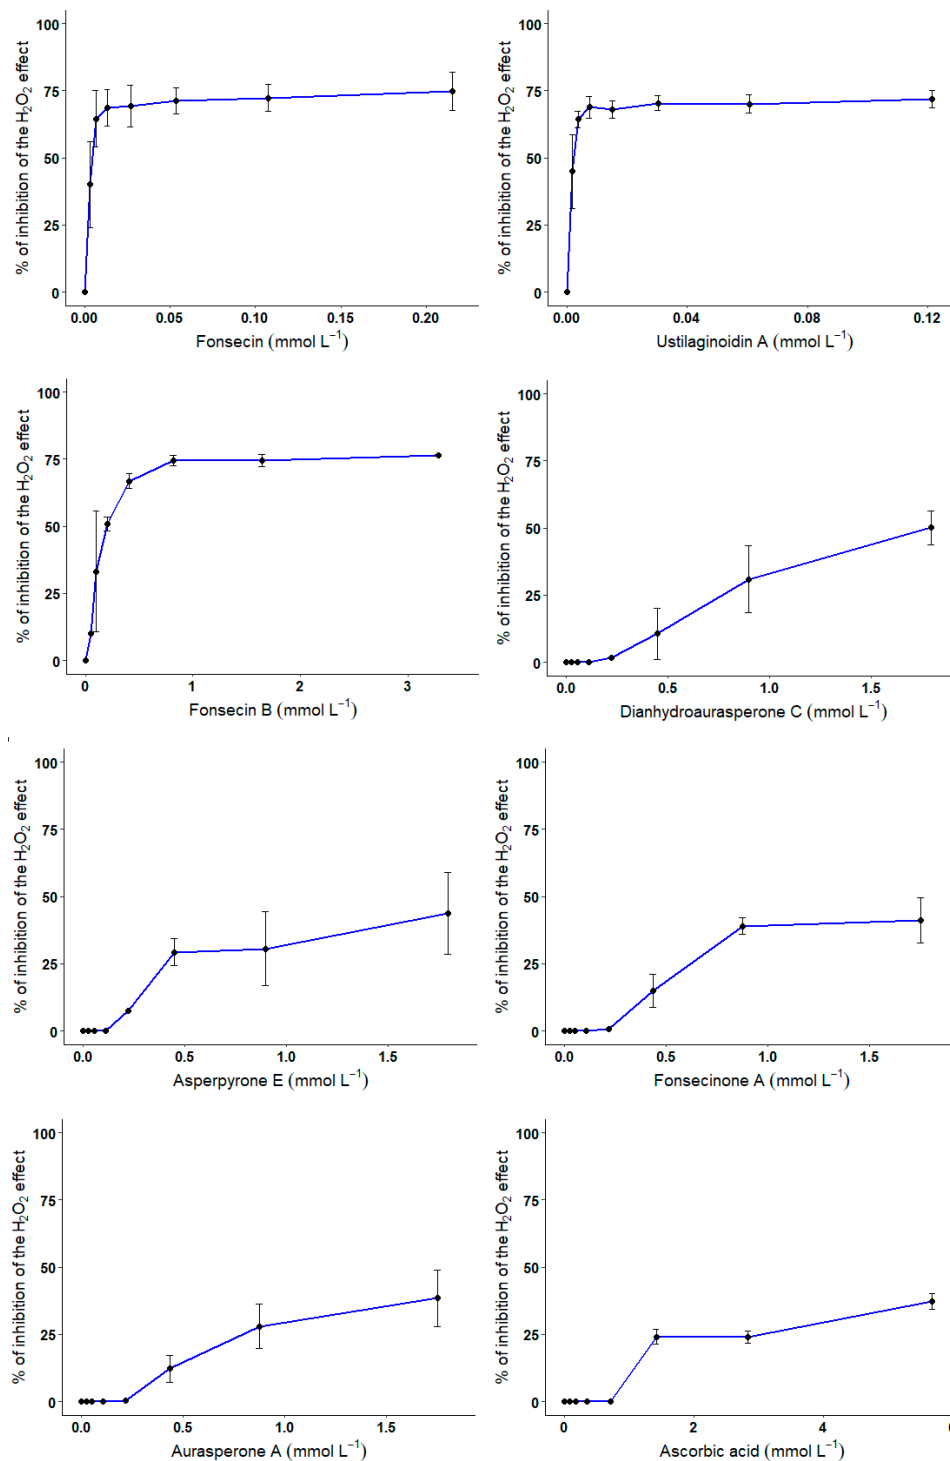 100
75
50
25
0
% of inhibition of the H₂O₂ effect
0.00 0.05 0.10 0.15 0.20
Fonsecin (mmol L⁻¹)
100
75
50
25
0
% of inhibition of the H₂O₂ effect
0.00 0.04 0.08 0.12
Ustilaginoidin A (mmol L⁻¹)
100
75
50
25
0
% of inhibition of the H₂O₂ effect
0 1 2 3
Fonsecin B (mmol L⁻¹)
100
75
50
25
0
% of inhibition of the H₂O₂ effect
0.0 0.5 1.0 1.5
Dianhydroaurasperone C (mmol L⁻¹)
100
75
50
25
0
% of inhibition of the H₂O₂ effect
0.0 0.5 1.0 1.5
Asperpyrone E (mmol L⁻¹)
100
75
50
25
0
% of inhibition of the H₂O₂ effect
0.0 0.5 1.0 1.5
Fonsecinone A (mmol L⁻¹)
100
75
50
25
0
% of inhibition of the H₂O₂ effect
0.0 0.5 1.0 1.5
Aurasperone A (mmol L⁻¹)
100
75
50
25
0
% of inhibition of the H₂O₂ effect
0 2 4 6
Ascorbic acid (mmol L⁻¹)